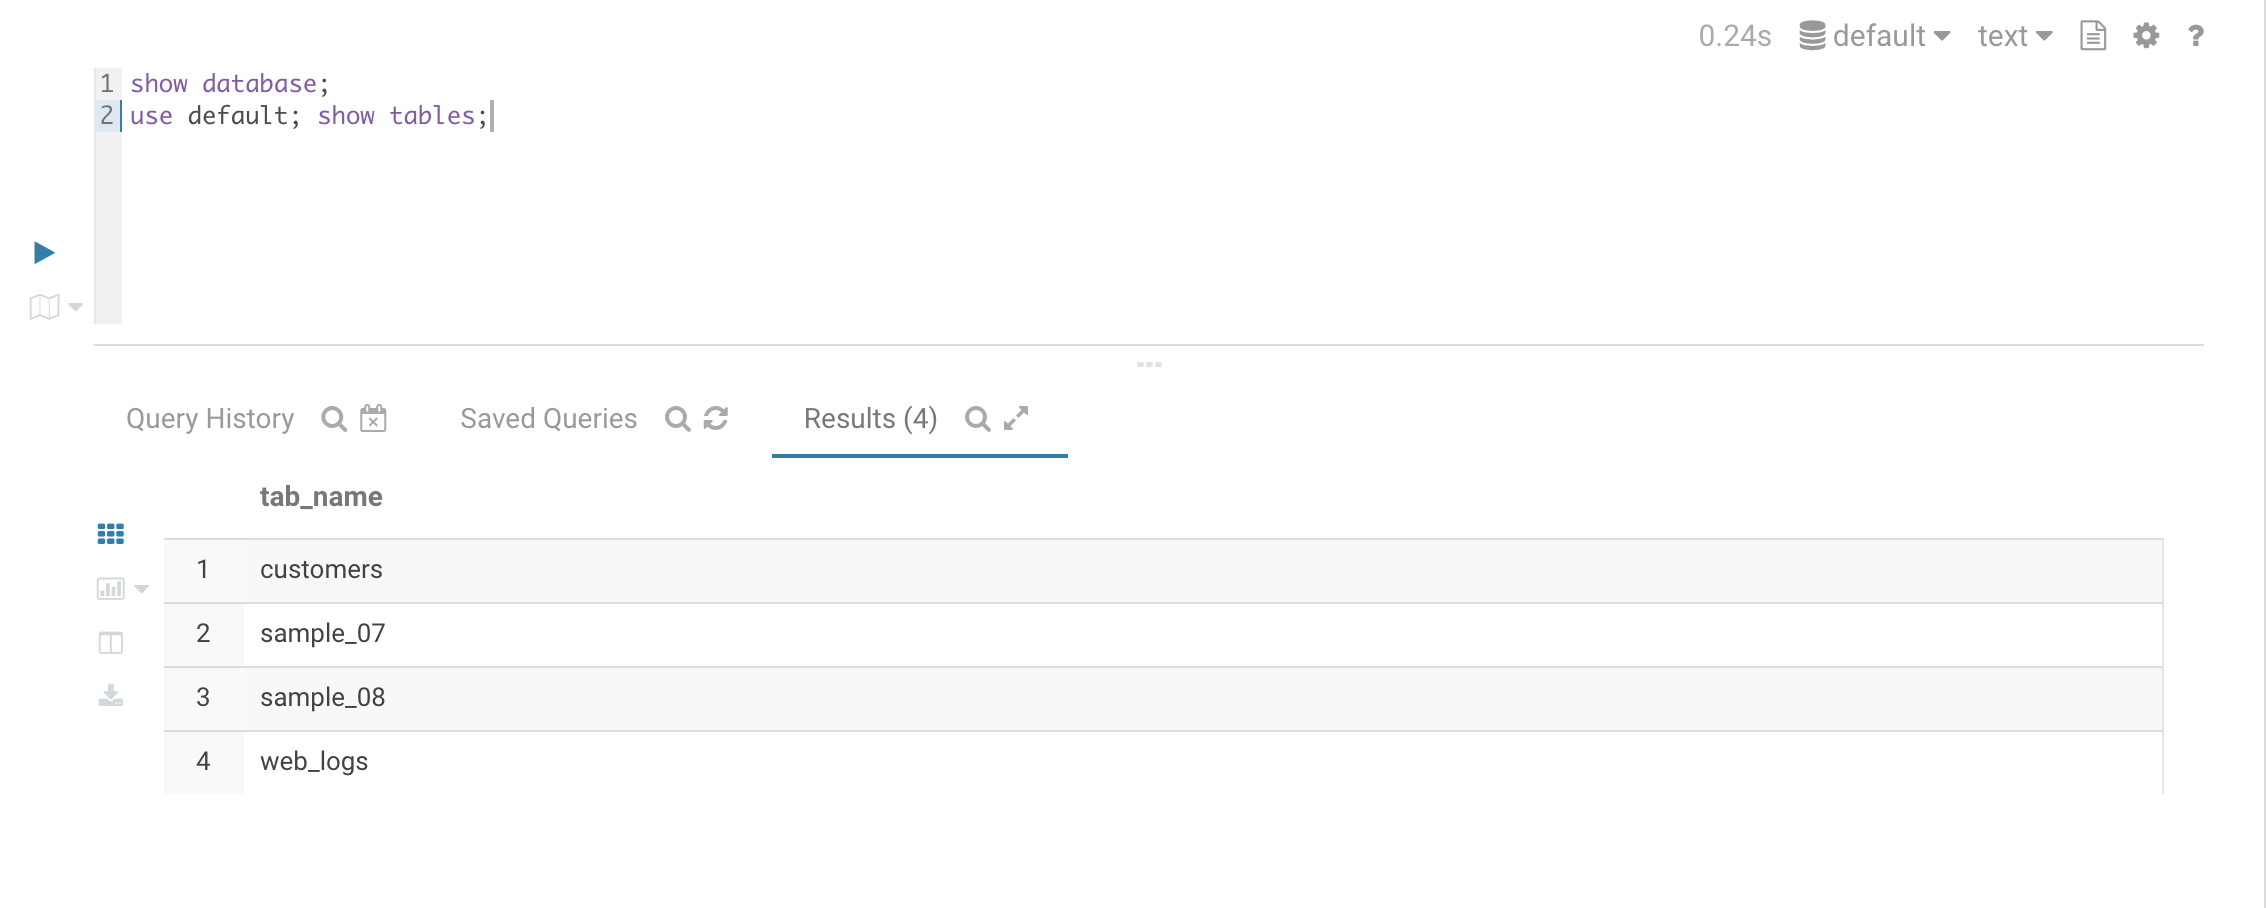 0.24s default text ?
1 show database;
2 use default; show tables;
Query History Saved Queries Results (4)
tab_name
1 customers
2 sample_07
3 sample_08
4 web_logs